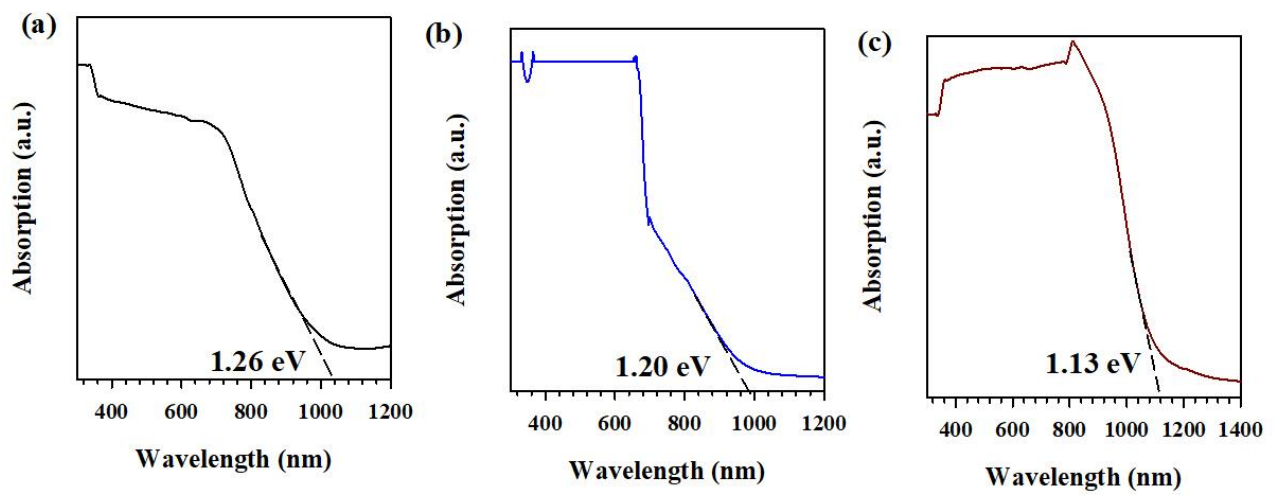 (a)
Absorption (a.u.)
1.26 eV
400 600 800 1000 1200
Wavelength (nm)
(b)
Absorption (a.u.)
1.20 eV
400 600 800 1000 1200
Wavelength (nm)
(c)
Absorption (a.u.)
1.13 eV
400 600 800 1000 1200 1400
Wavelength (nm)